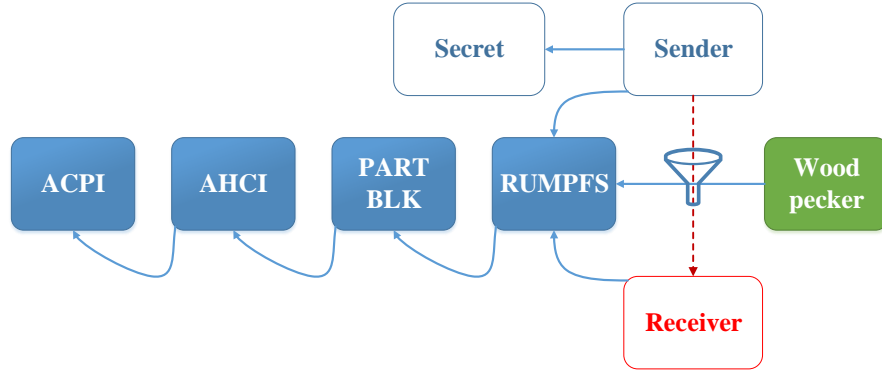 Secret
Sender
ACPI
AHCI
PART
BLK
RUMPFS
Wood
pecker
Receiver